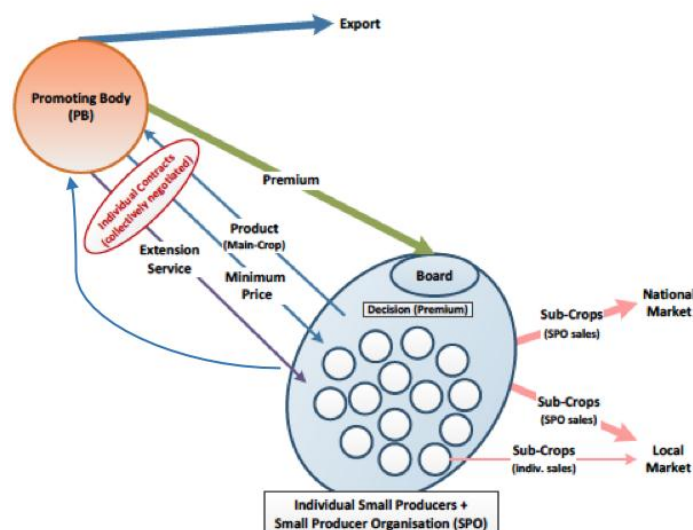 Export
Promoting Body
(PB)
Individual Contracts
(collectively negotiated)
Premium
Product
(Main-Crop)
Extension
Service
Minimum
Price
Board
Decision (Premium)
Sub-Crops
(SPO sales)
National
Market
Sub-Crops
(SPO sales)
Sub-Crops
(indiv. sales)
Local
Market
Individual Small Producers +
Small Producer Organisation (SPO)